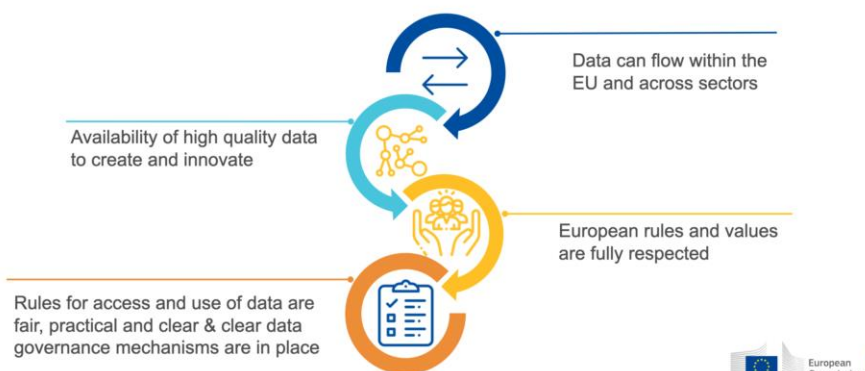 Data can flow within the
EU and across sectors
Availability of high quality data
to create and innovate
European rules and values
are fully respected
Rules for access and use of data are
fair, practical and clear & clear data
governance mechanisms are in place
European